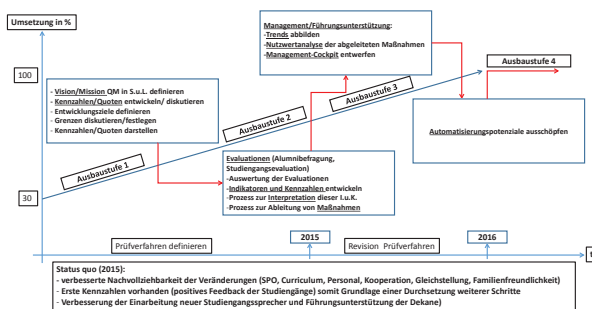 Umsetzung in %
Management/Führungsunterstützung:
-Trends abbilden
-Nutzwertanalyse der abgeleiteten Maßnahmen
-Management-Cockpit entwerfen
Ausbaustufe 4
100
- Vision/Mission QM in S.u.L. definieren
- Kennzahlen/Quoten entwickeln/ diskutieren
- Entwicklungsziele definieren
- Grenzen diskutieren/festlegen
- Kennzahlen/Quoten darstellen
Ausbaustufe 3
Ausbaustufe 2
Ausbaustufe 1
Automatisierungspotenziale ausschöpfen
Evaluationen (Alumnibefragung,
Studiengangsevaluation)
-Auswertung der Evaluationen
-Indikatoren und Kennzahlen entwickeln
- Prozess zur Interpretation dieser I.u.K.
-Prozess zur Ableitung von Maßnahmen
30
Prüfverfahren definieren
2015
Revision Prüfverfahren
2016
t
Status quo (2015):
- verbesserte Nachvollziehbarkeit der Veränderungen (SPO, Curriculum, Personal, Kooperation, Gleichstellung, Familienfreundlichkeit)
- Erste Kennzahlen vorhanden (positives Feedback der Studiengänge) somit Grundlage einer Durchsetzung weiterer Schritte
- Verbesserung der Einarbeitung neuer Studiengangssprecher und Führungsunterstützung der Dekane)